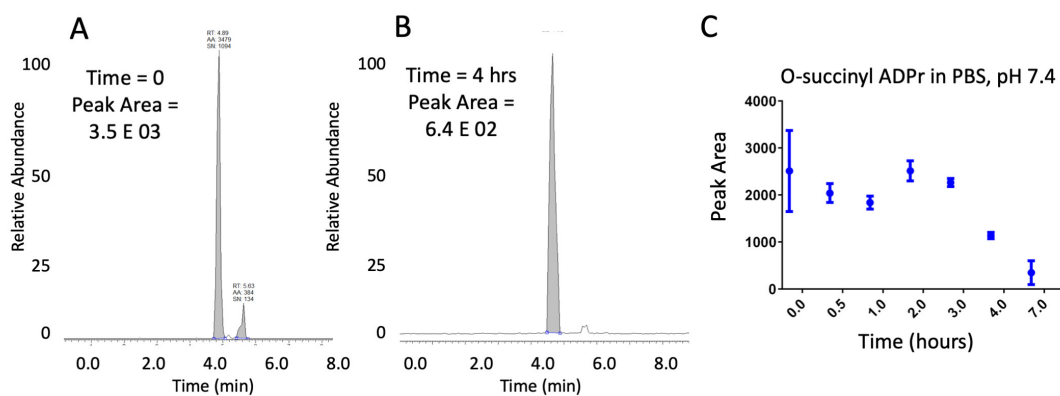 A
RT: 4.89
AA: 3479
SN: 1094
Time = 0
Peak Area =
3.5 E 03
Relative Abundance
100
50
25
0
RT: 5.63
AA: 384
SN: 134
0.0 2.0 4.0 6.0 8.0
Time (min)
B
Time = 4 hrs
Peak Area =
6.4 E 02
Relative Abundance
100
50
25
0
0.0 2.0 4.0 6.0 8.0
Time (min)
C
O-succinyl ADPr in PBS, pH 7.4
Peak Area
4000
3000
2000
1000
0
0.0 0.5 1.0 2.0 3.0 4.0 7.0
Time (hours)